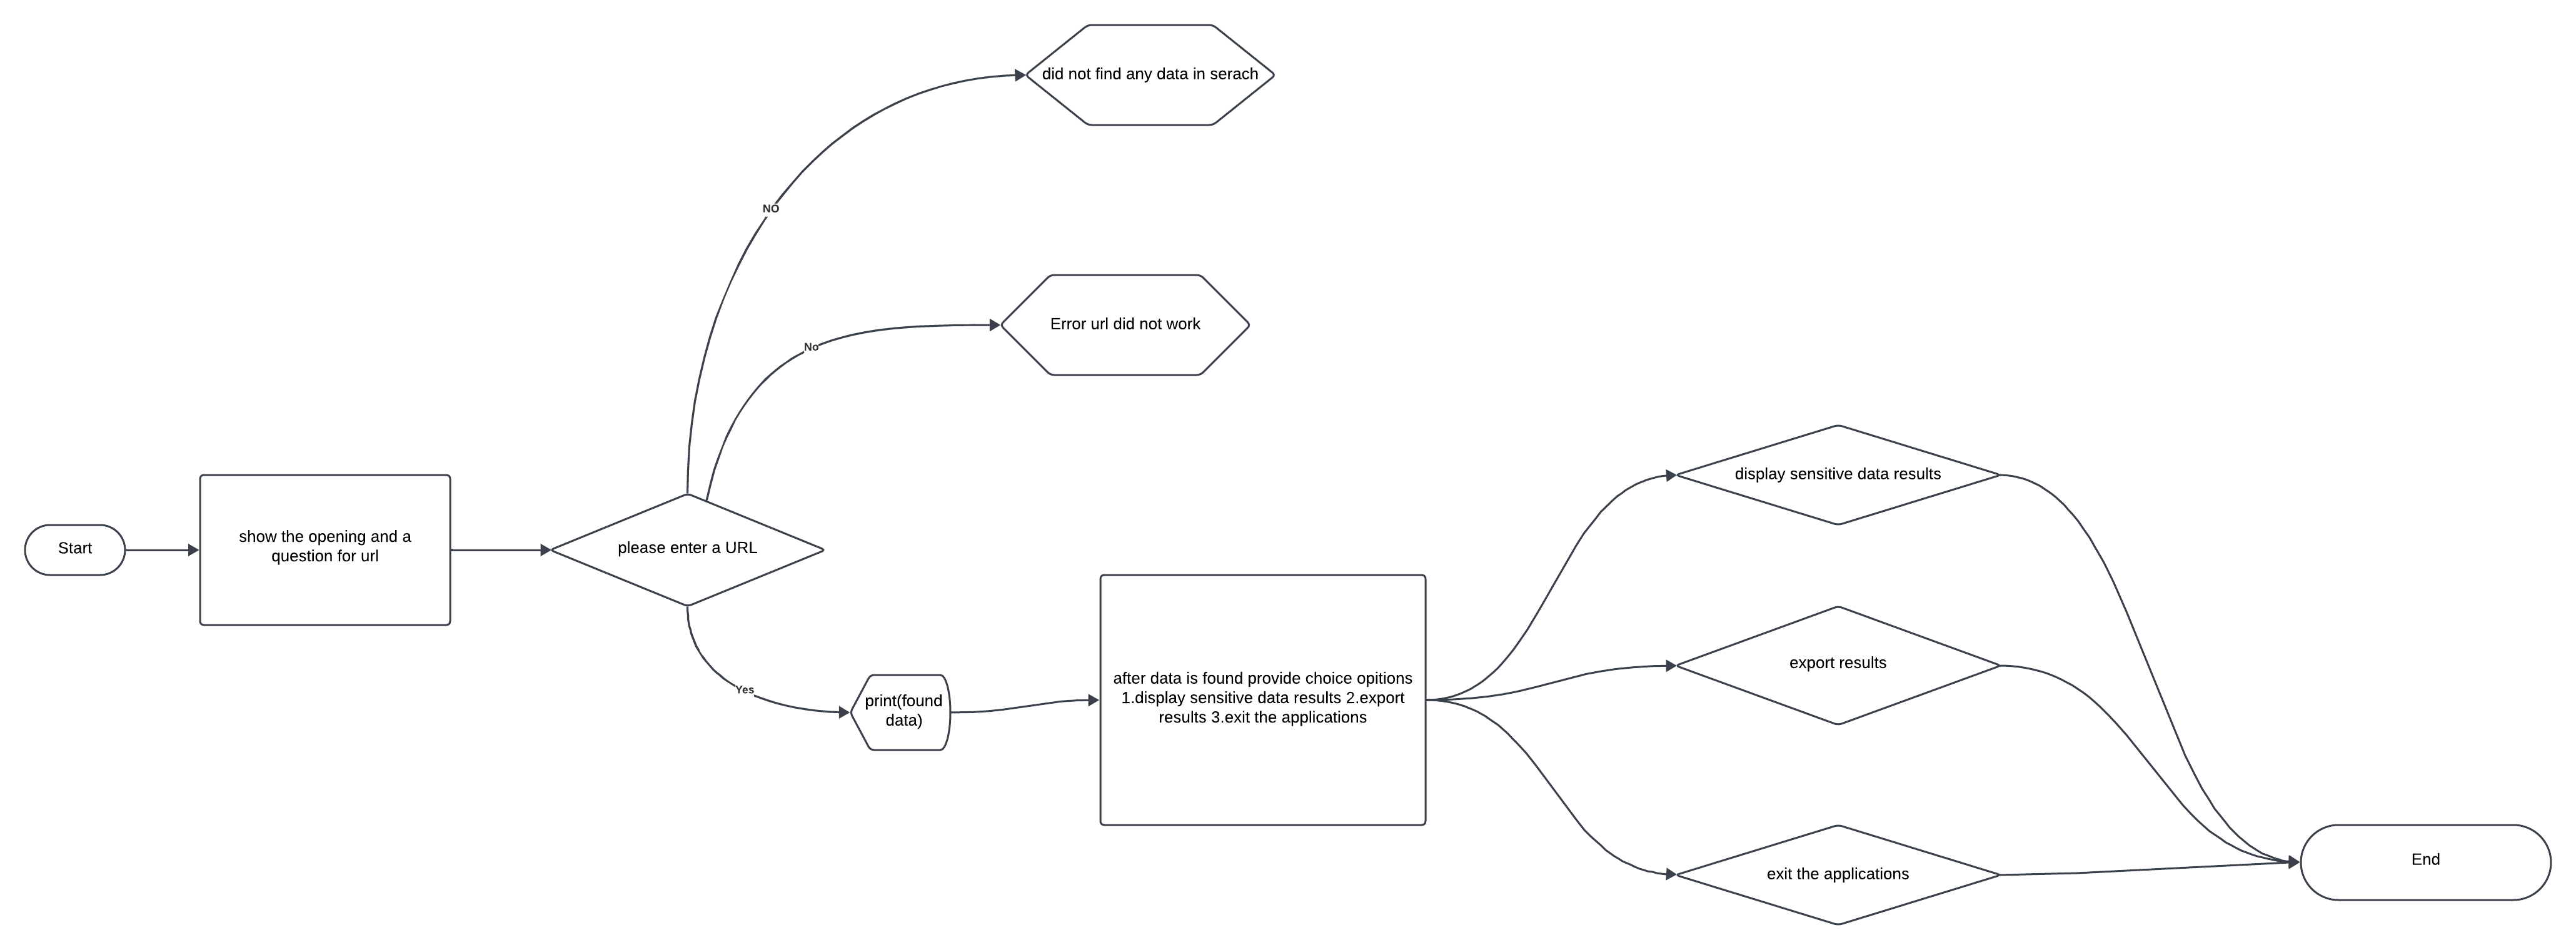 did not find any data in serach
NO
Error url did not work
No
Start
show the opening and a
question for url
please enter a URL
Yes
print(found
data)
after data is found provide choice opitions
1.display sensitive data results 2.export
results 3.exit the applications
display sensitive data results
export results
exit the applications
End